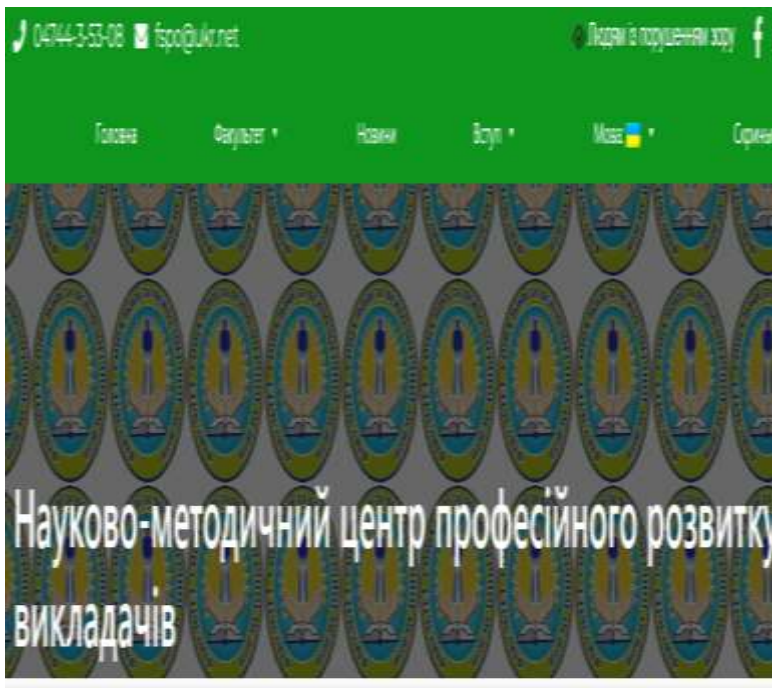 04744-3-53-08 fspo@ukr.net Людям із порушенням зору
Головна Факультет Новини Вступ Мова
Науково-методичний центр професійного розвитку
викладачів